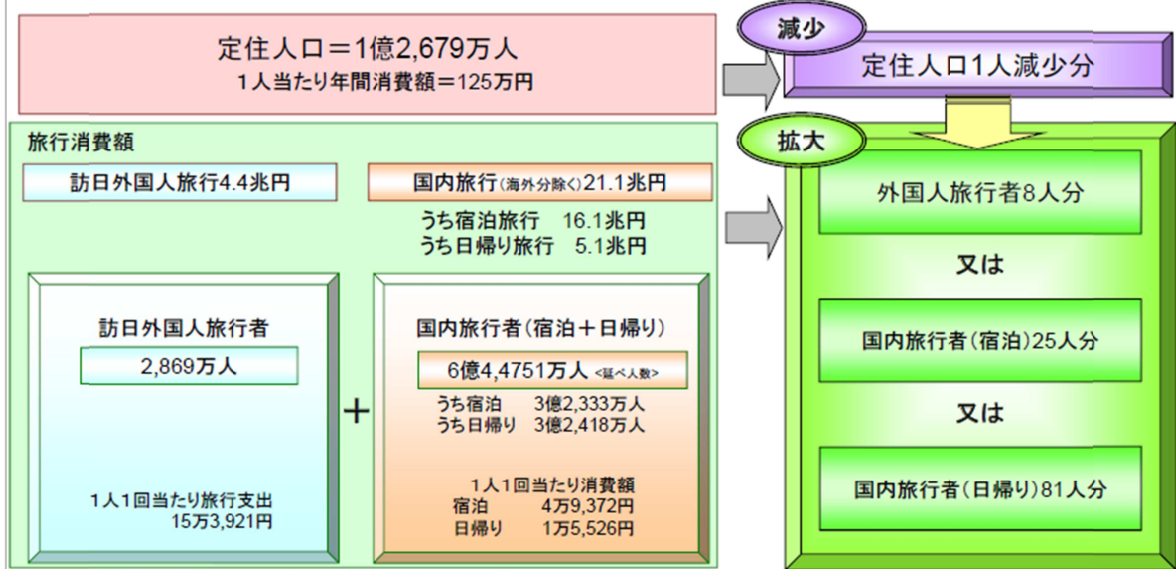 定住人口＝1億2,679万人
１人当たり年間消費額＝125万円
減少
定住人口1人減少分
旅行消費額
訪日外国人旅行4.4兆円
国内旅行(海外分除く)21.1兆円
うち宿泊旅行　16.1兆円
うち日帰り旅行　5.1兆円
訪日外国人旅行者
2,869万人
＋
国内旅行者(宿泊＋日帰り)
6億4,4751万人 <延べ人数>
うち宿泊　3億2,333万人
うち日帰り　3億2,418万人
１人１回当たり旅行支出
15万3,921円
１人１回当たり消費額
宿泊　4万9,372円
日帰り　1万5,526円
拡大
外国人旅行者8人分
又は
国内旅行者(宿泊)25人分
又は
国内旅行者(日帰り)81人分